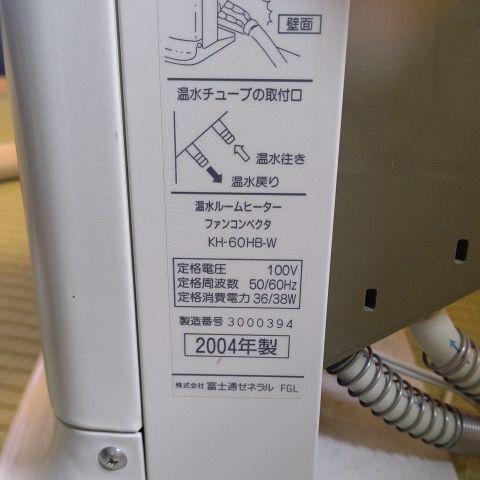 壁面
温水チューブの取付口
温水往き
温水戻り
温水ルームヒーター
ファンコンベクタ
KH-60HB-W
定格電圧 100V
定格周波数 50/60Hz
定格消費電力 36/38W
製造番号 3000394
2004年製
株式会社 富士通ゼネラル FGL